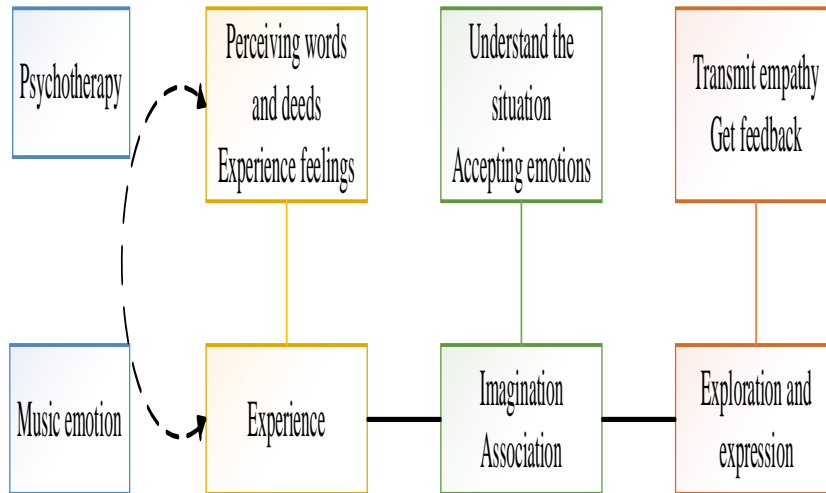 Psychotherapy
Perceiving words
and deeds
Experience feelings
Understand the
situation
Accepting emotions
Transmit empathy
Get feedback
Music emotion
Experience
Imagination
Association
Exploration and
expression